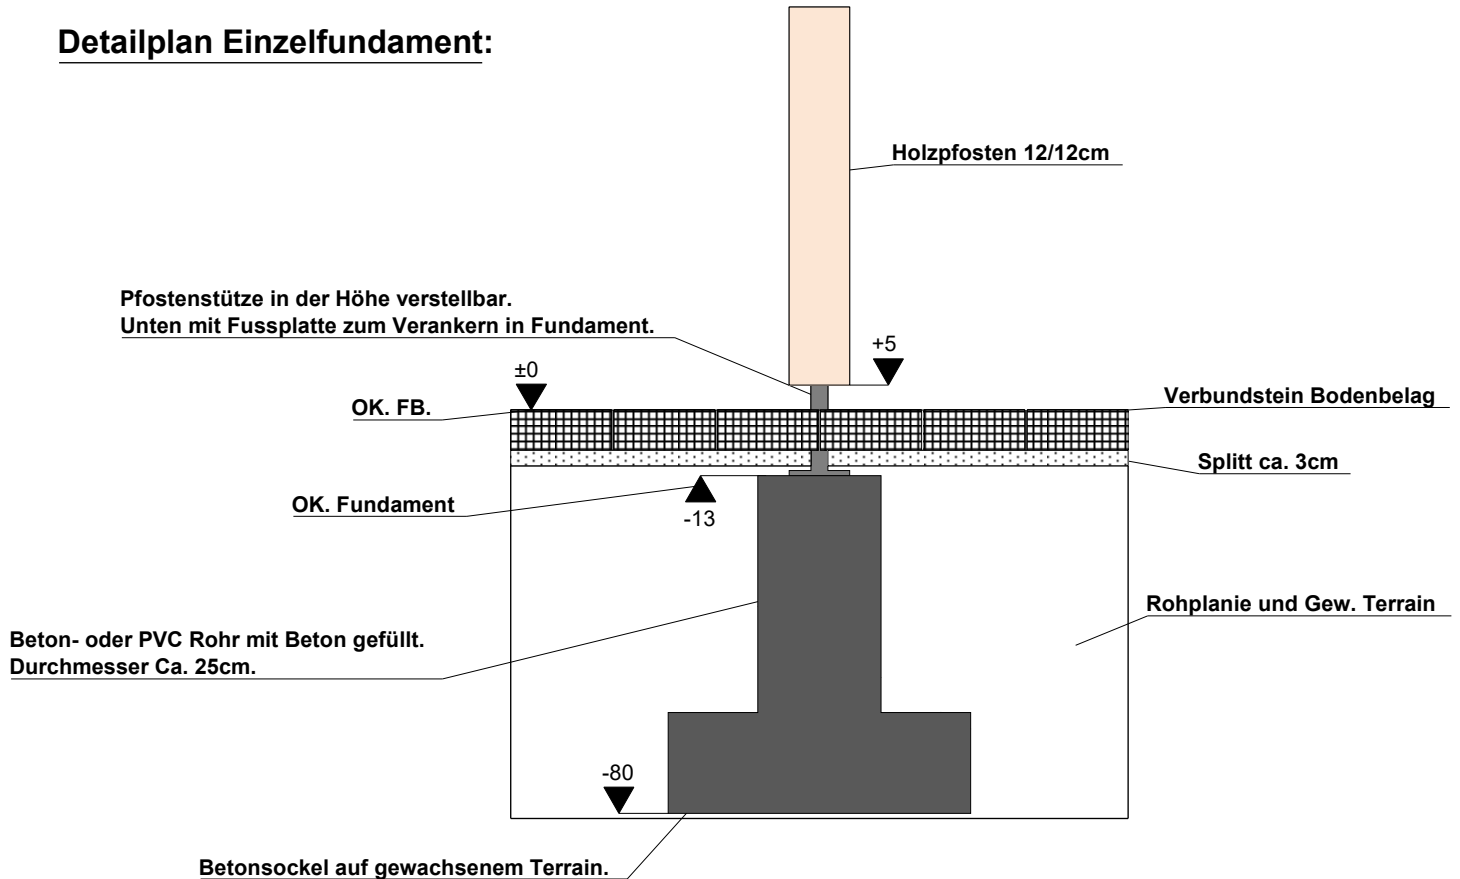 Detailplan Einzelfundament:
Holzpfosten 12/12cm
Pfostenstütze in der Höhe verstellbar.
Unten mit Fussplatte zum Verankern in Fundament.
+5
±0
Verbundstein Bodenbelag
OK. FB.
Splitt ca. 3cm
OK. Fundament
-13
Rohplanie und Gew. Terrain
Beton- oder PVC Rohr mit Beton gefüllt.
Durchmesser Ca. 25cm.
-80
Betonsockel auf gewachsenem Terrain.